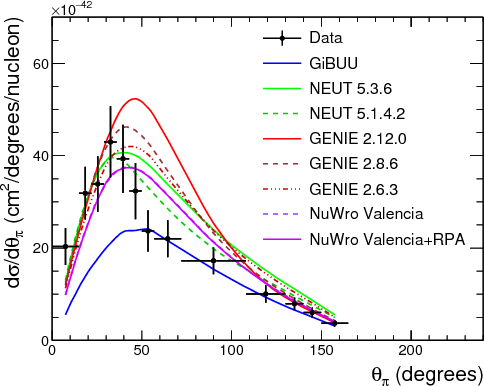 ×10⁻⁴²
dσ/dθπ (cm²/degrees/nucleon)
60
40
20
0
0
50
100
150
200
θπ (degrees)
Data
GiBUU
NEUT 5.3.6
NEUT 5.1.4.2
GENIE 2.12.0
GENIE 2.8.6
GENIE 2.6.3
NuWro Valencia
NuWro Valencia+RPA